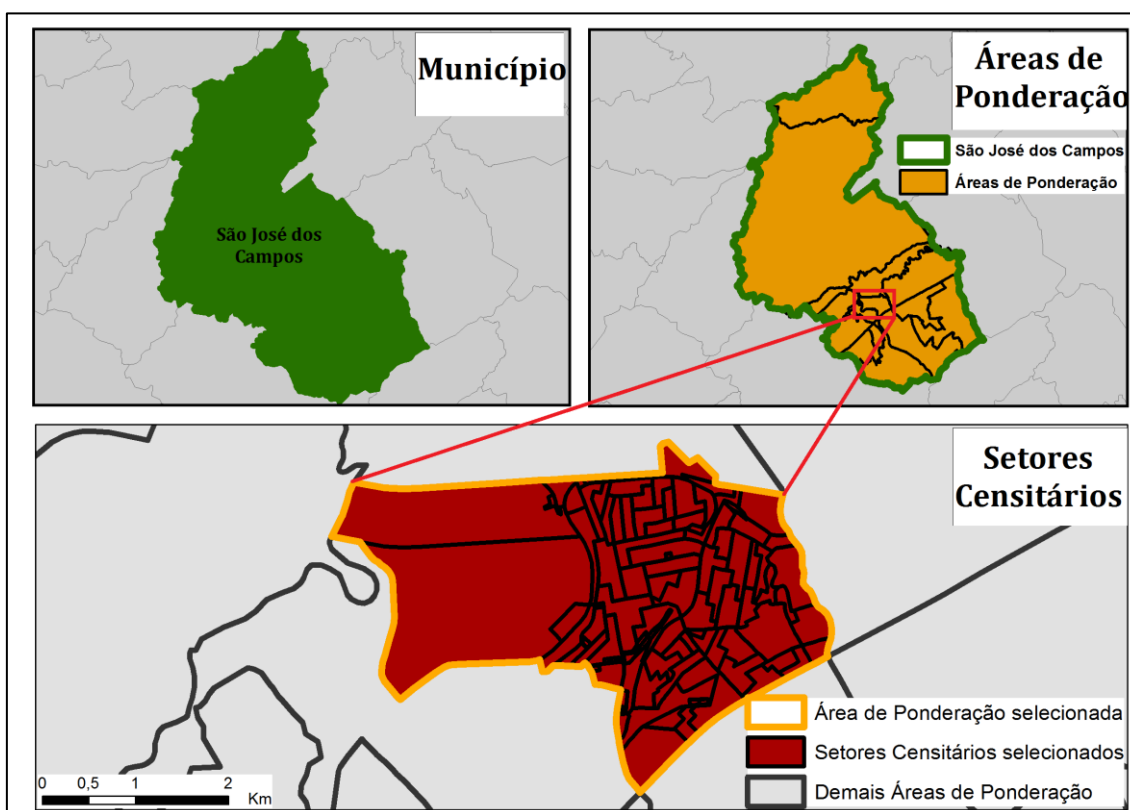 Município
São José dos
Campos
Áreas de
Ponderação
São José dos Campos
Áreas de Ponderação
Setores
Censitários
Área de Ponderação selecionada
Setores Censitários selecionados
Demais Áreas de Ponderação
0 0,5 1 2
Km